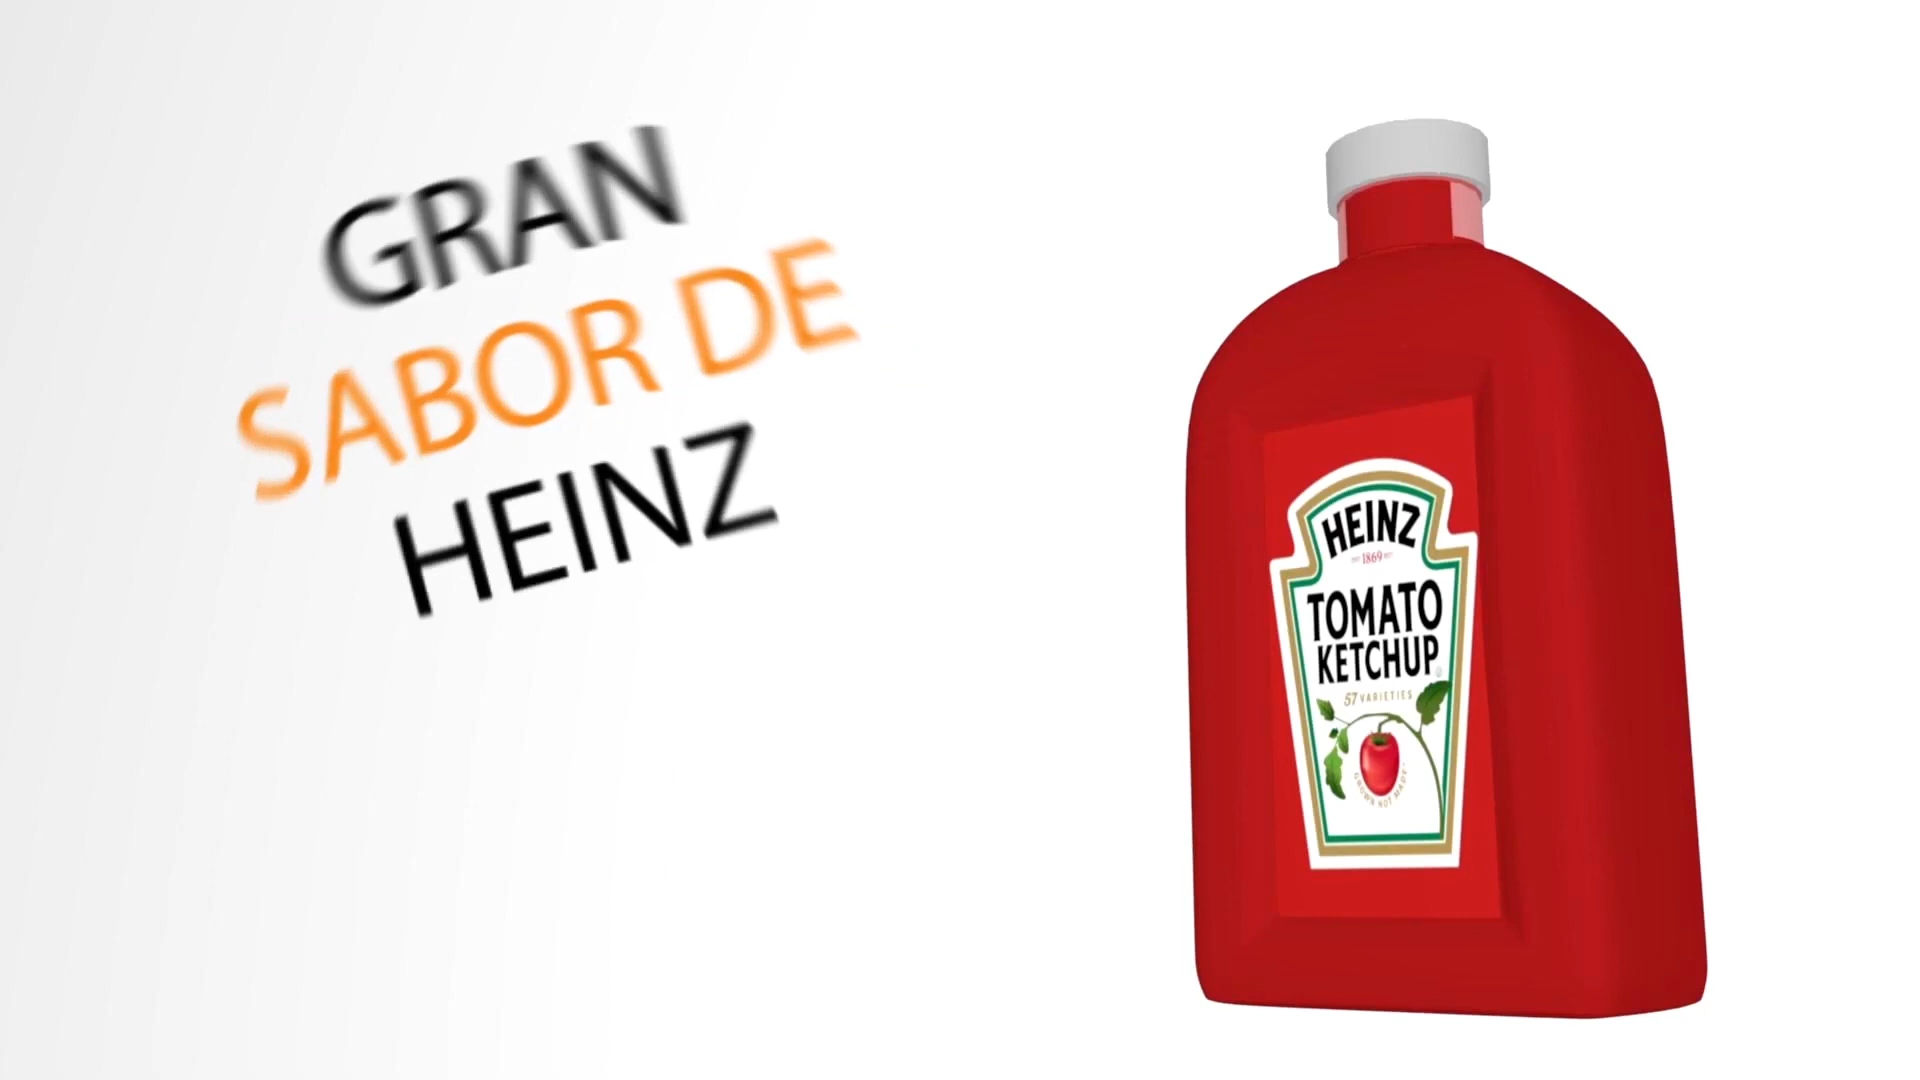 GRAN
SABOR DE
HEINZ
HEINZ
1869
TOMATO
KETCHUP
57 VARIETIES
GROWN NOT MADE